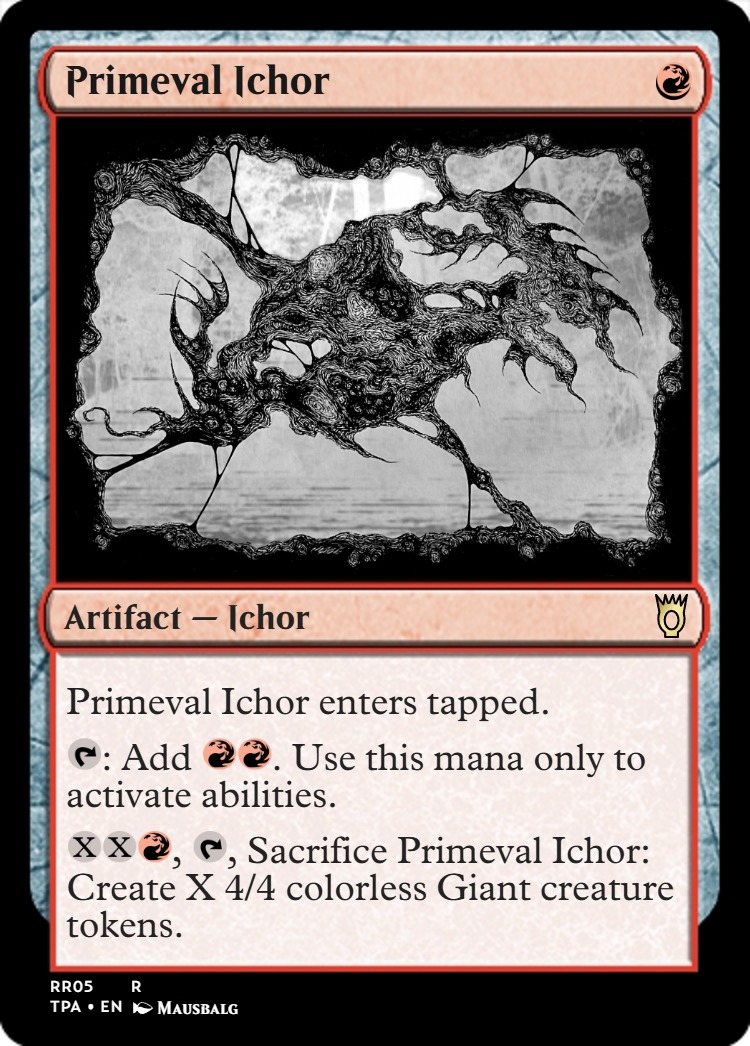 Primeval Ichor
Artifact — Ichor
Primeval Ichor enters tapped.
: Add . Use this mana only to
activate abilities.
X X , , Sacrifice Primeval Ichor:
Create X 4/4 colorless Giant creature
tokens.
RR05 R
TPA • EN Mausbalg